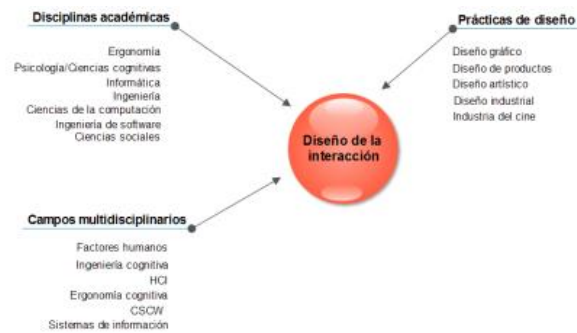 Disciplinas académicas
Ergonomía
Psicología/Ciencias cognitivas
Informática
Ingeniería
Ciencias de la computación
Ingeniería de software
Ciencias sociales
Prácticas de diseño
Diseño gráfico
Diseño de productos
Diseño artístico
Diseño industrial
Industria del cine
Diseño de la
interacción
Campos multidisciplinarios
Factores humanos
Ingeniería cognitiva
HCI
Ergonomía cognitiva
CSCW
Sistemas de información